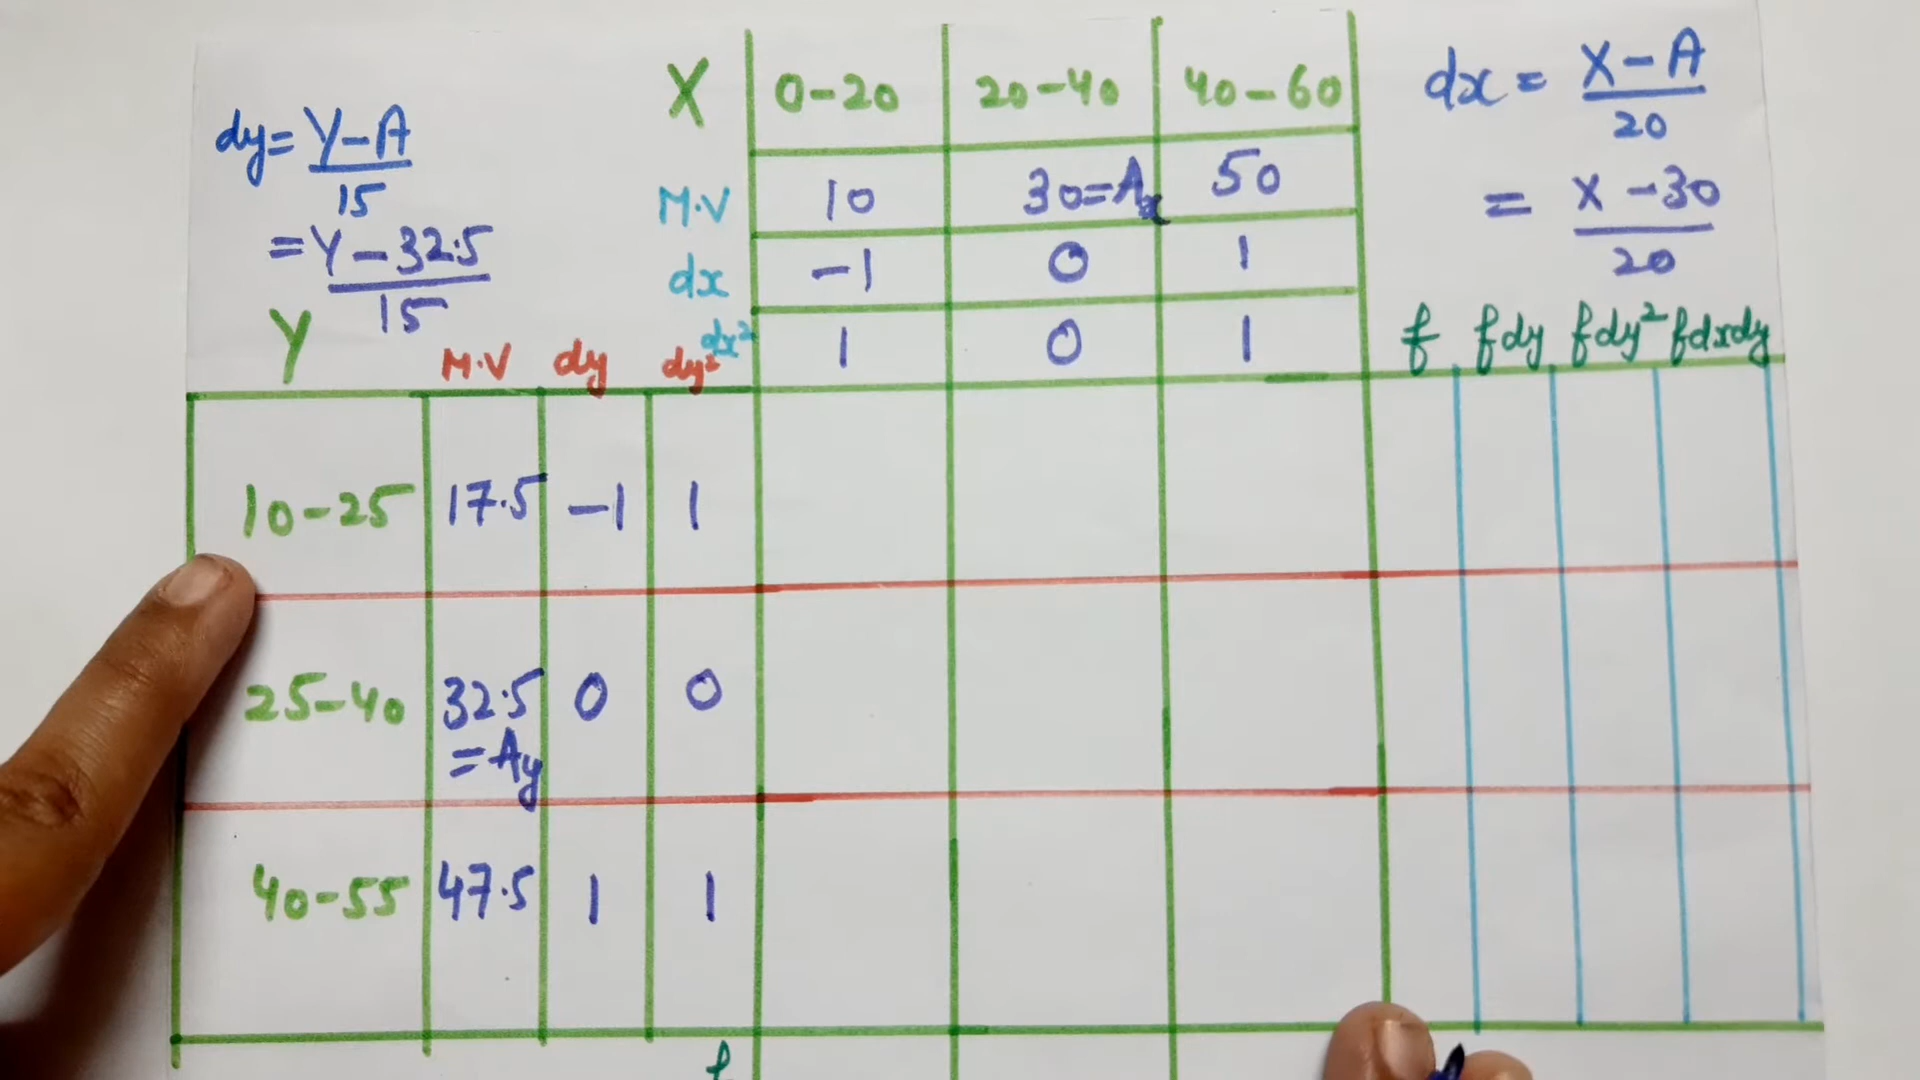 X 0-20 20-40 40-60
dx = X-A / 20
dy = Y-A / 15
M.V 10 30=Ax 50
= X-30 / 20
= Y-32.5 / 15
dx -1 0 1
Y M.V dy dy² dx² 1 0 1 f fdy fdy² fdxdy
10-25 17.5 -1 1
25-40 32.5 =Ay 0 0
40-55 47.5 1 1
f